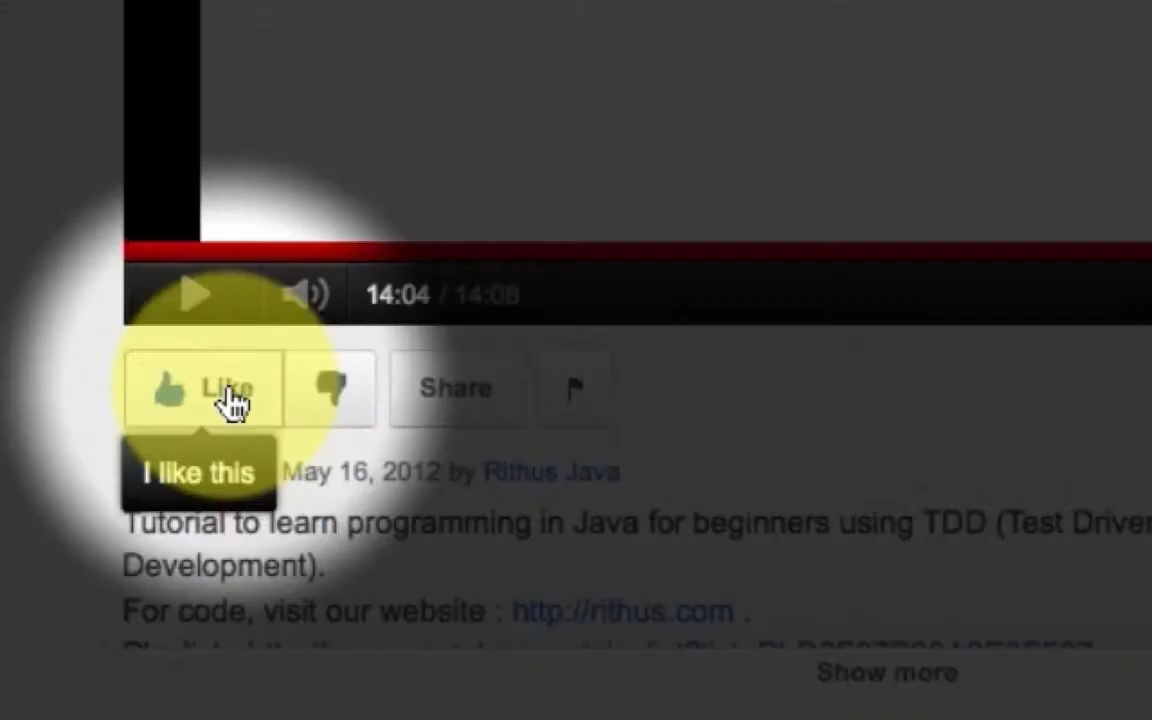 14:04 / 14:08
Like
Share
I like this
May 16, 2012 by Rithus Java
Tutorial to learn programming in Java for beginners using TDD (Test Driven
Development).
For code, visit our website : http://rithus.com .
Show more